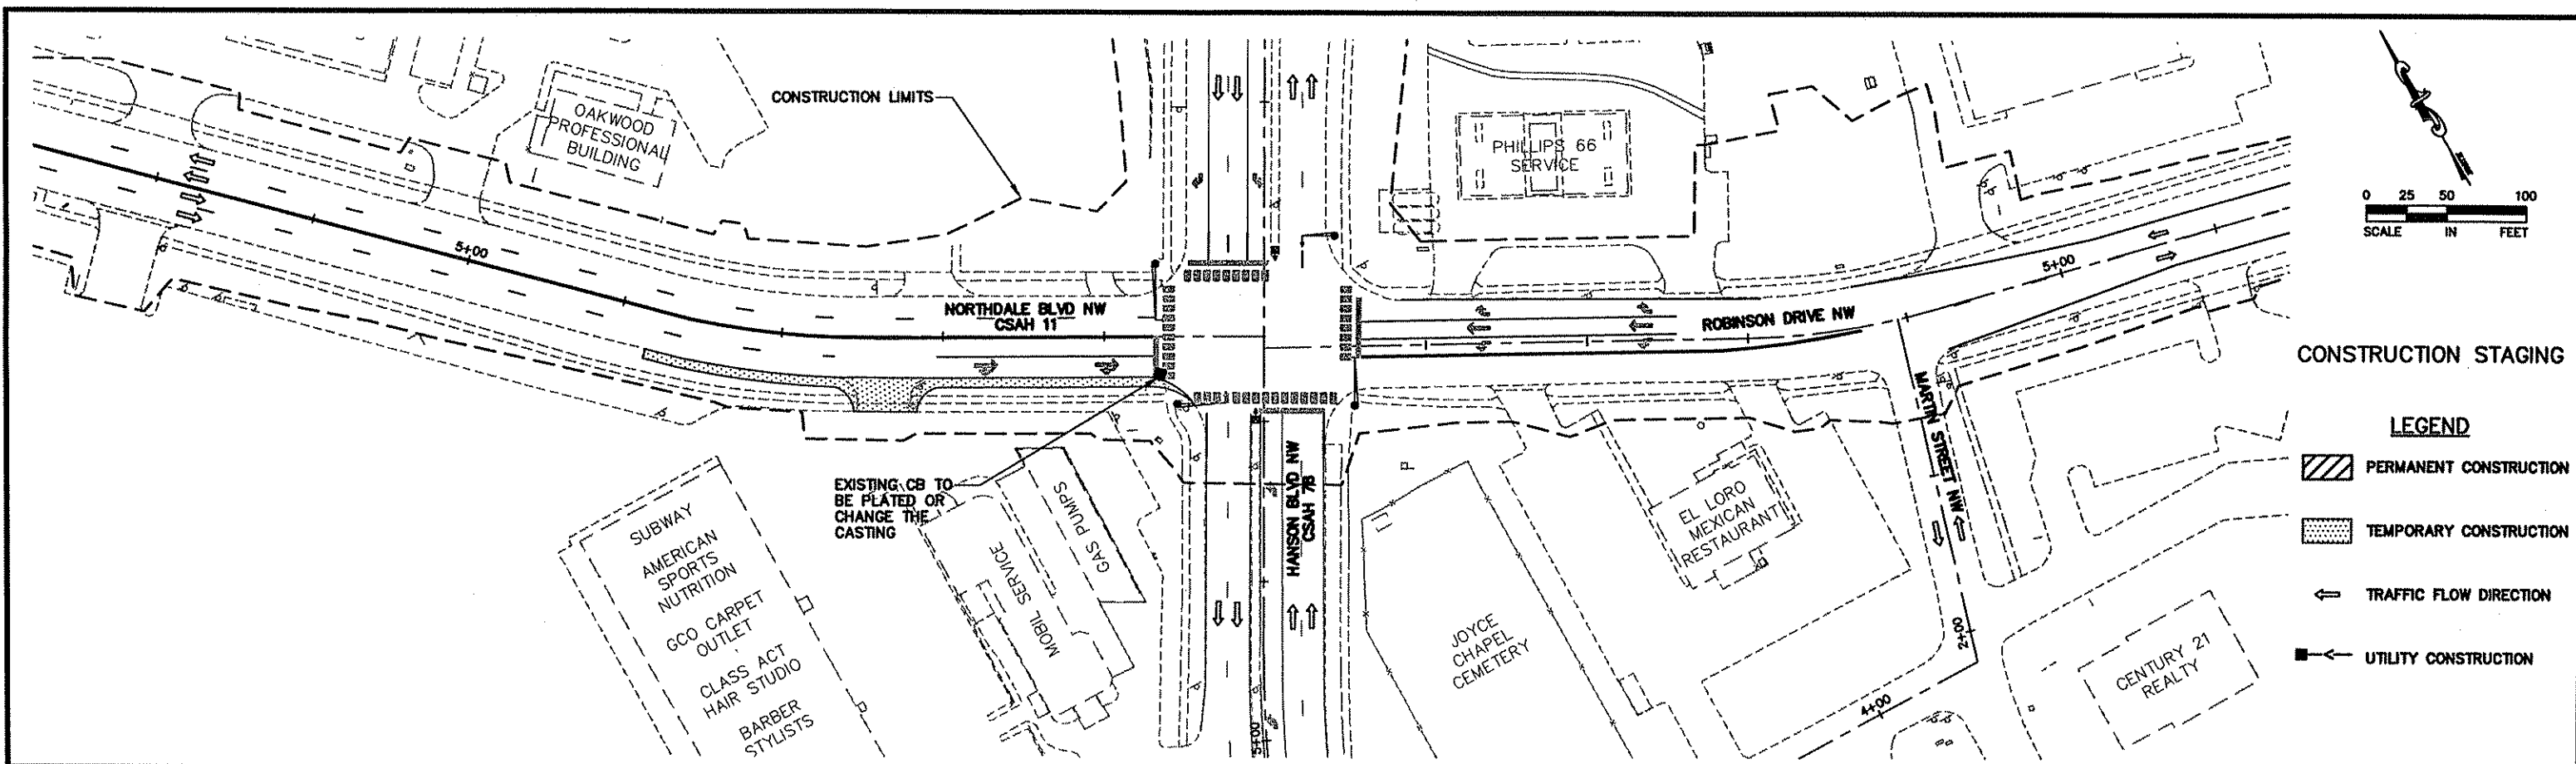 CONSTRUCTION LIMITS
OAKWOOD
PROFESSIONAL
BUILDING
PHILLIPS 66
SERVICE
0 25 50 100
SCALE IN FEET
5+00
NORTHDALE BLVD NW
CSAH 11
ROBINSON DRIVE NW
5+00
CONSTRUCTION STAGING
LEGEND
PERMANENT CONSTRUCTION
TEMPORARY CONSTRUCTION
TRAFFIC FLOW DIRECTION
UTILITY CONSTRUCTION
EXISTING CB TO
BE PLATED OR
CHANGE THE
CASTING
SUBWAY
AMERICAN
SPORTS
NUTRITION
GCO CARPET
OUTLET
CLASS ACT
HAIR STUDIO
BARBER
STYLISTS
MOBIL SERVICE
GAS PUMPS
HANSON BLVD NW
CSAH 78
5+00
JOYCE
CHAPEL
CEMETERY
EL LORO
MEXICAN
RESTAURANT
MARTIN STREET NW
2+00
4+00
CENTURY 21
REALTY